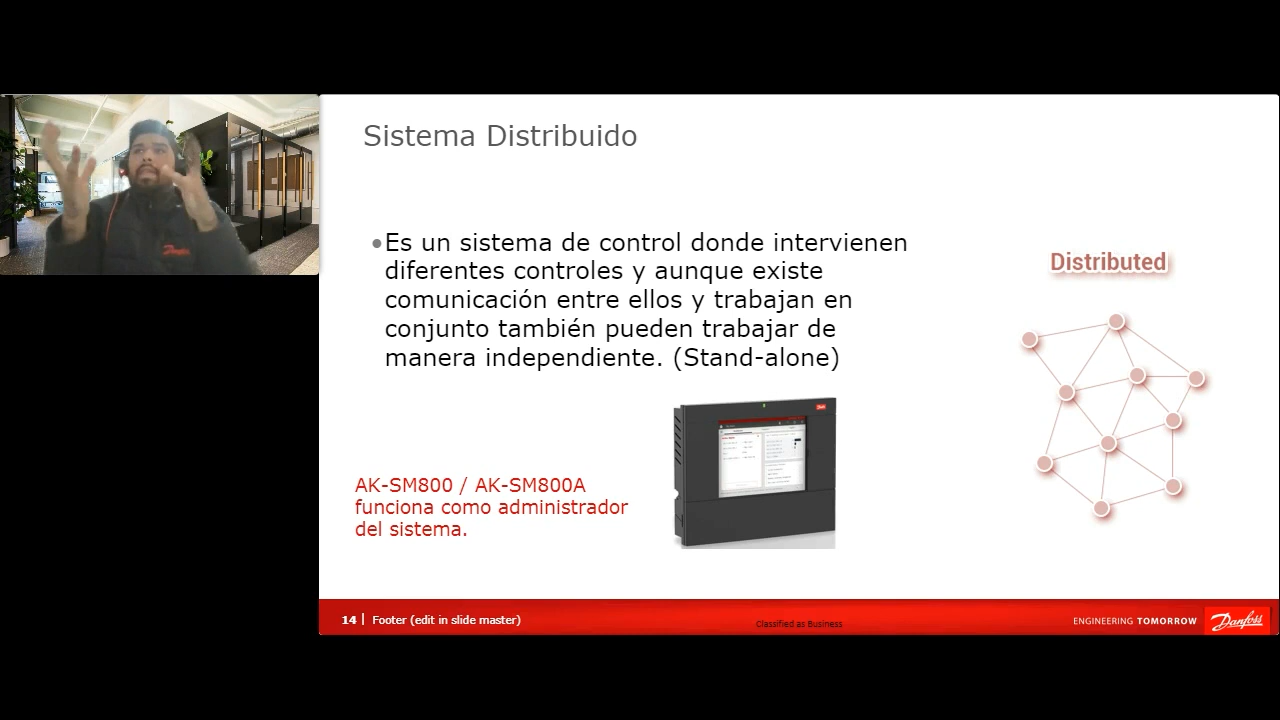 Sistema Distribuido
•Es un sistema de control donde intervienen
diferentes controles y aunque existe
comunicación entre ellos y trabajan en
conjunto también pueden trabajar de
manera independiente. (Stand-alone)
Distributed
AK-SM800 / AK-SM800A
funciona como administrador
del sistema.
14 | Footer (edit in slide master)
Classified as Business
ENGINEERING TOMORROW
Danfoss